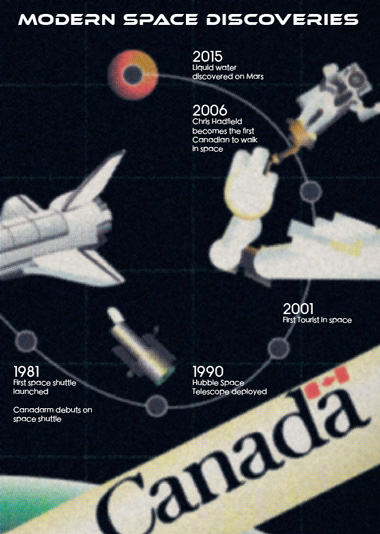 MODERN SPACE DISCOVERIES
2015
Liquid water
discovered on Mars
2006
Chris Hadfield
becomes the first
Canadian to walk
in space
2001
First Tourist in space
1981
First space shuttle
launched
Canadarm debuts on
space shuttle
1990
Hubble Space
Telescope deployed
Canada